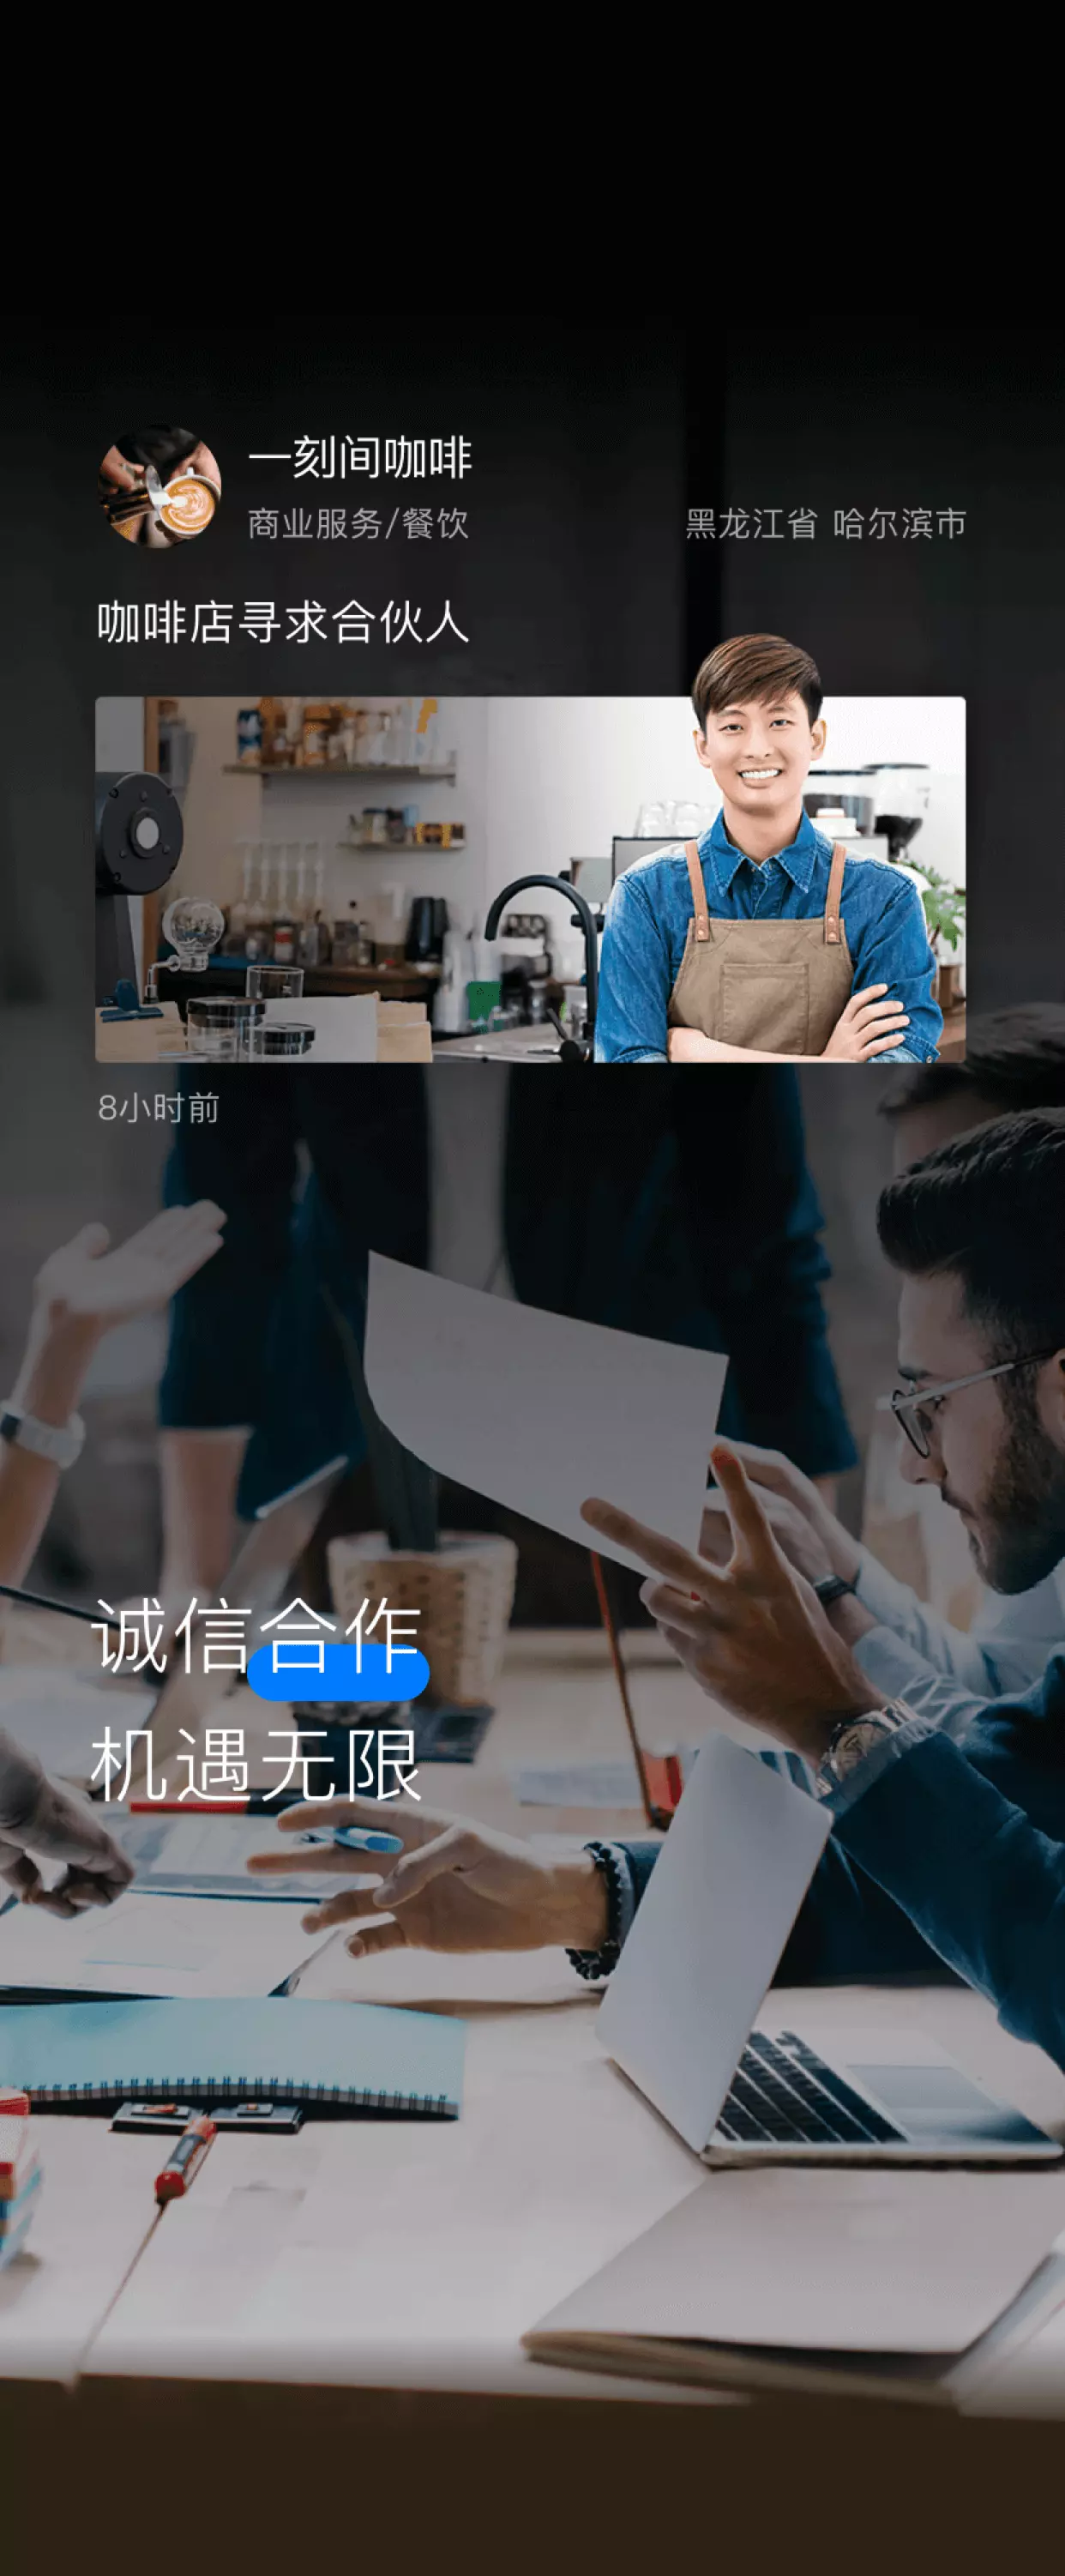 一刻间咖啡
商业服务/餐饮
黑龙江省 哈尔滨市
咖啡店寻求合伙人
8小时前
诚信合作
机遇无限